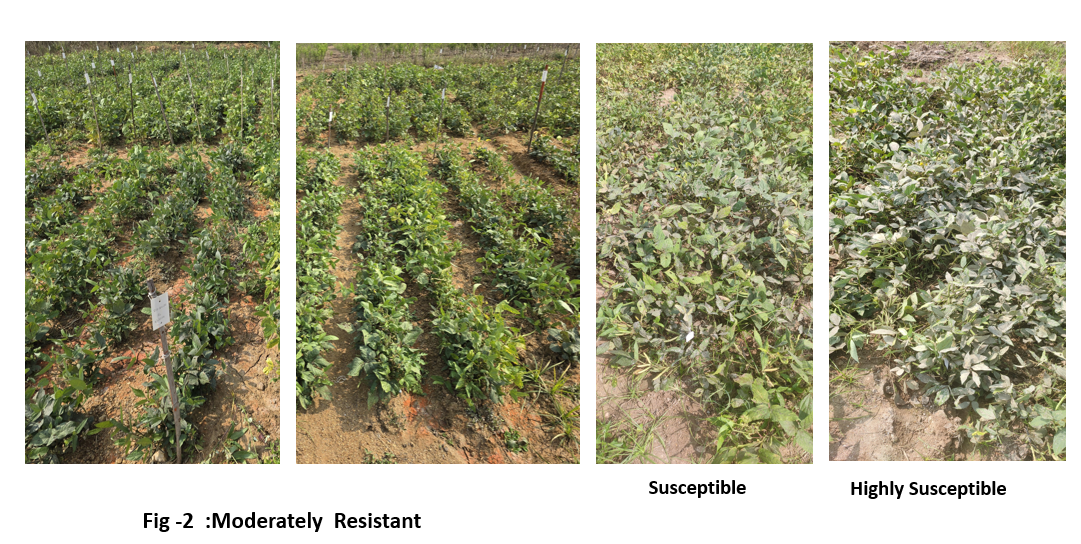 Susceptible
Highly Susceptible
Fig -2 :Moderately Resistant